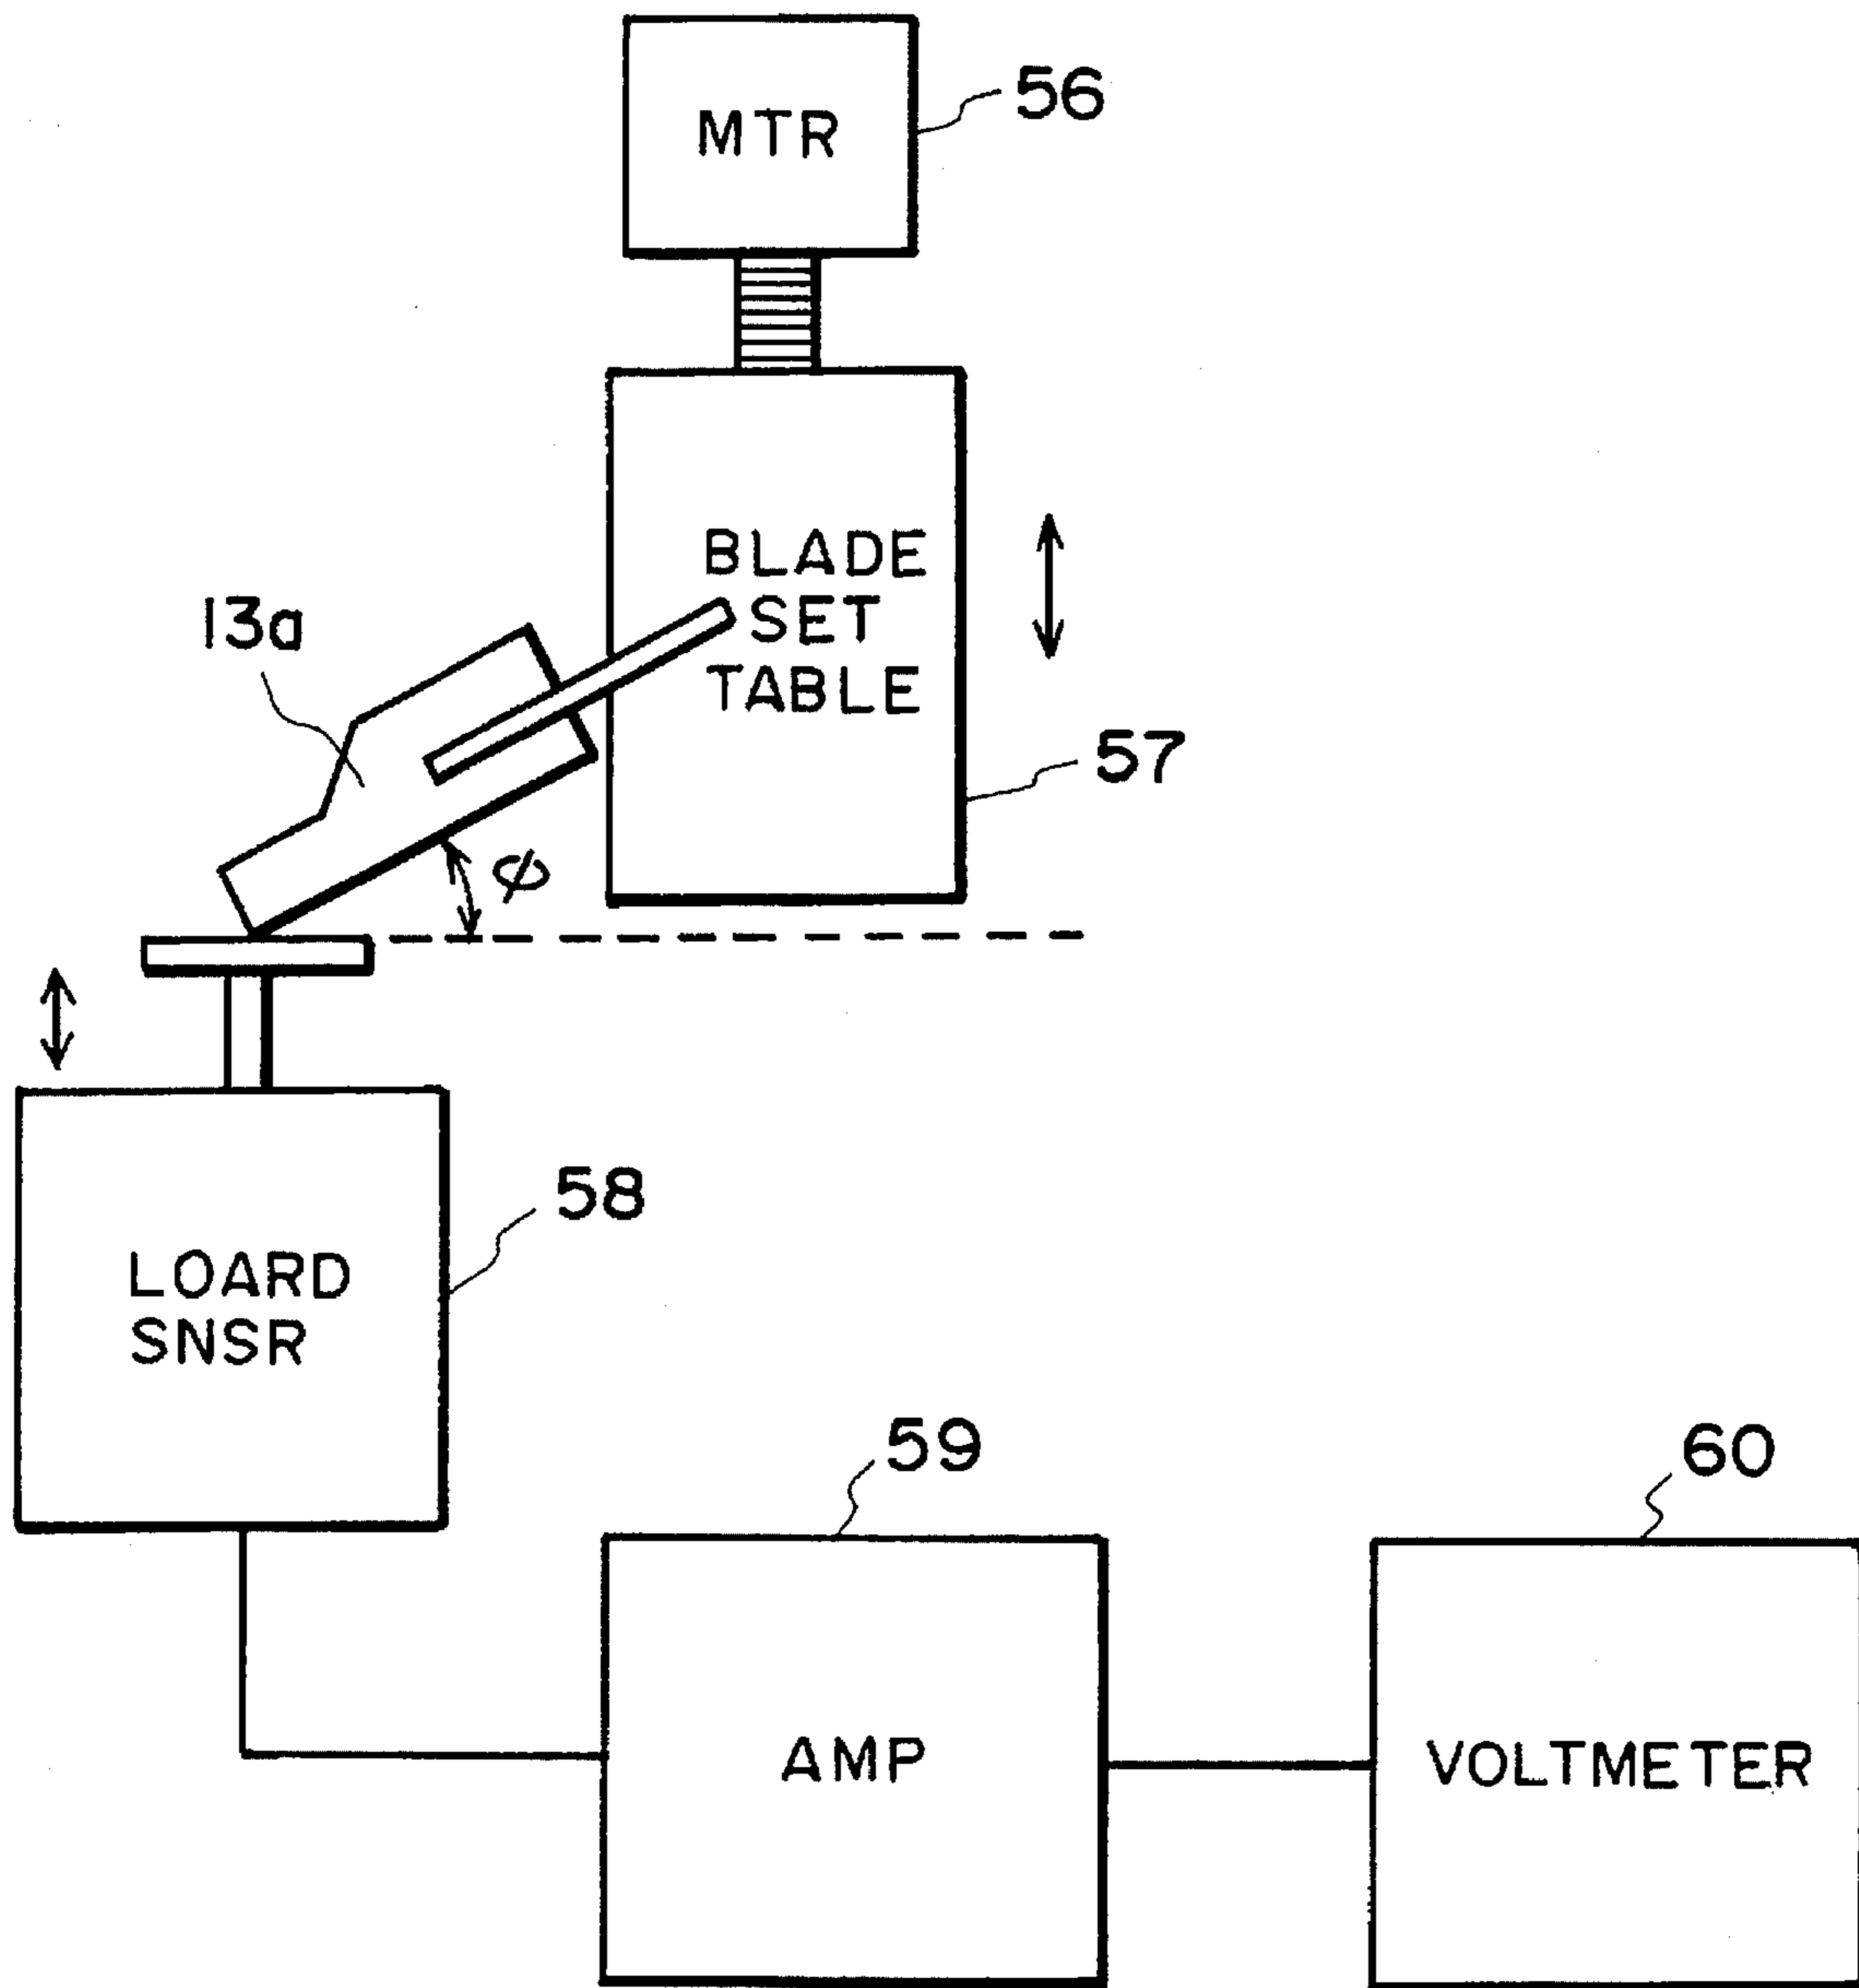 MTR
56
BLADE
SET
TABLE
13a
57
φ
58
LOARD
SNSR
59
60
AMP
VOLTMETER